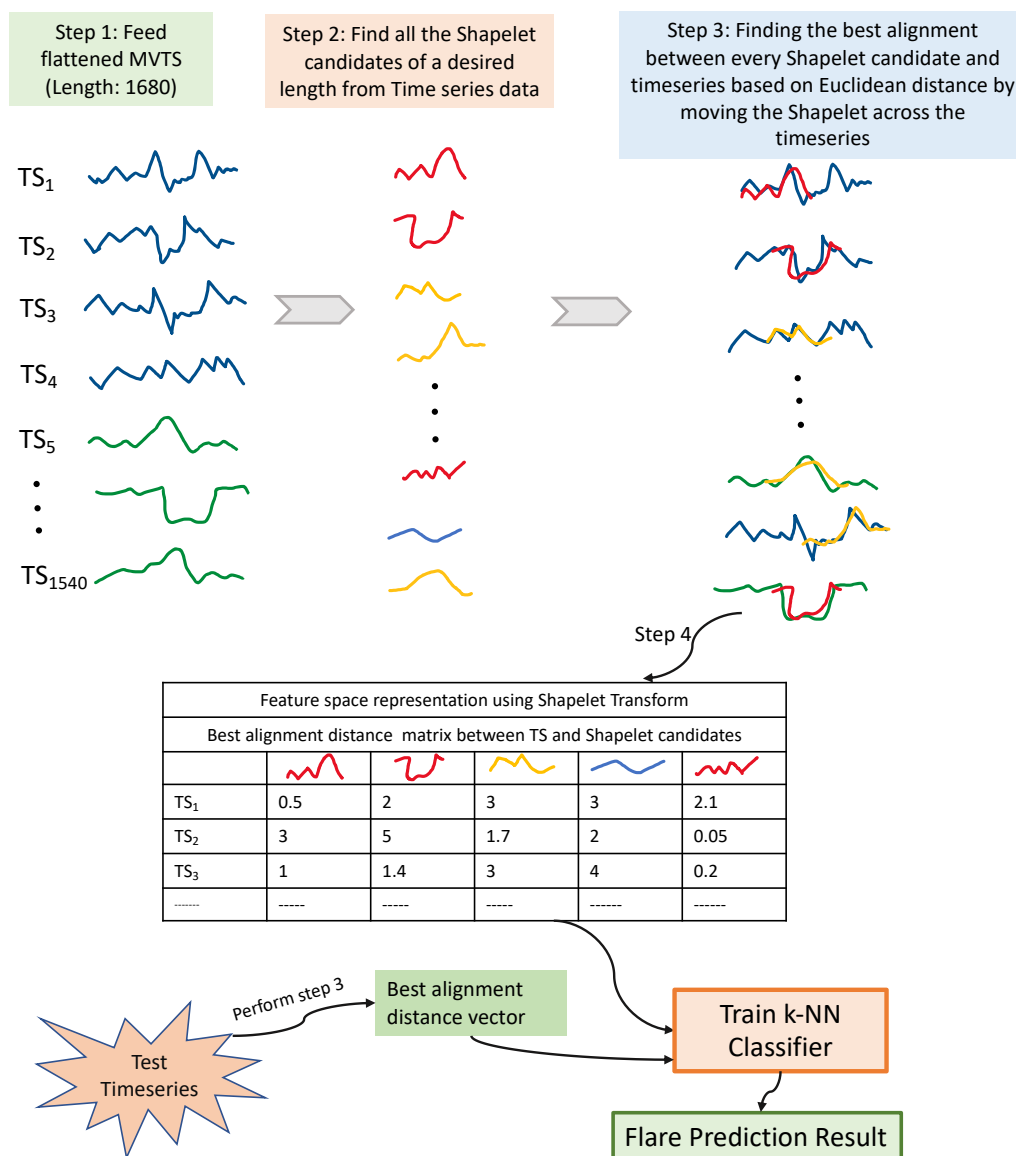 Step 1: Feed
flattened MVTS
(Length: 1680)
Step 2: Find all the Shapelet
candidates of a desired
length from Time series data
Step 3: Finding the best alignment
between every Shapelet candidate and
timeseries based on Euclidean distance by
moving the Shapelet across the
timeseries
TS1
TS2
TS3
TS4
TS5
TS1540
Step 4
Feature space representation using Shapelet Transform
Best alignment distance matrix between TS and Shapelet candidates
TS1 0.5 2 3 3 2.1
TS2 3 5 1.7 2 0.05
TS3 1 1.4 3 4 0.2
------- ----- ----- ----- ------ ------
Perform step 3
Best alignment
distance vector
Train k-NN
Classifier
Test
Timeseries
Flare Prediction Result